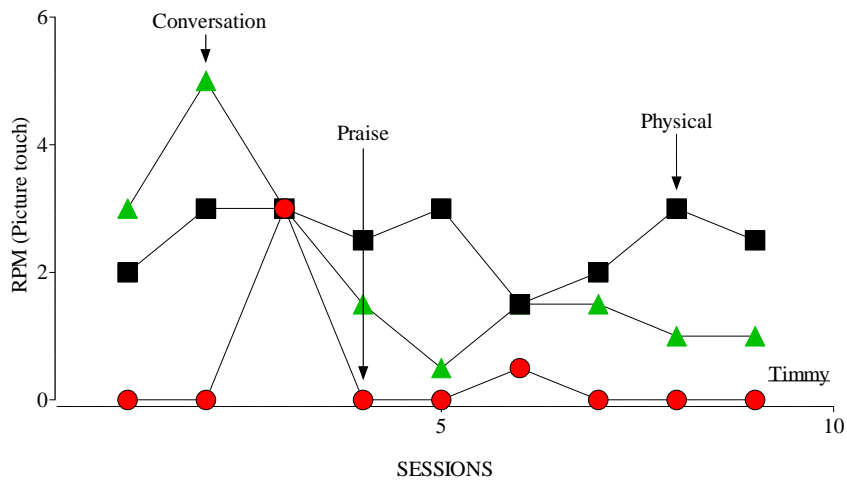 6
Conversation
4
Praise
Physical
RPM (Picture touch)
2
Timmy
0
5
10
SESSIONS